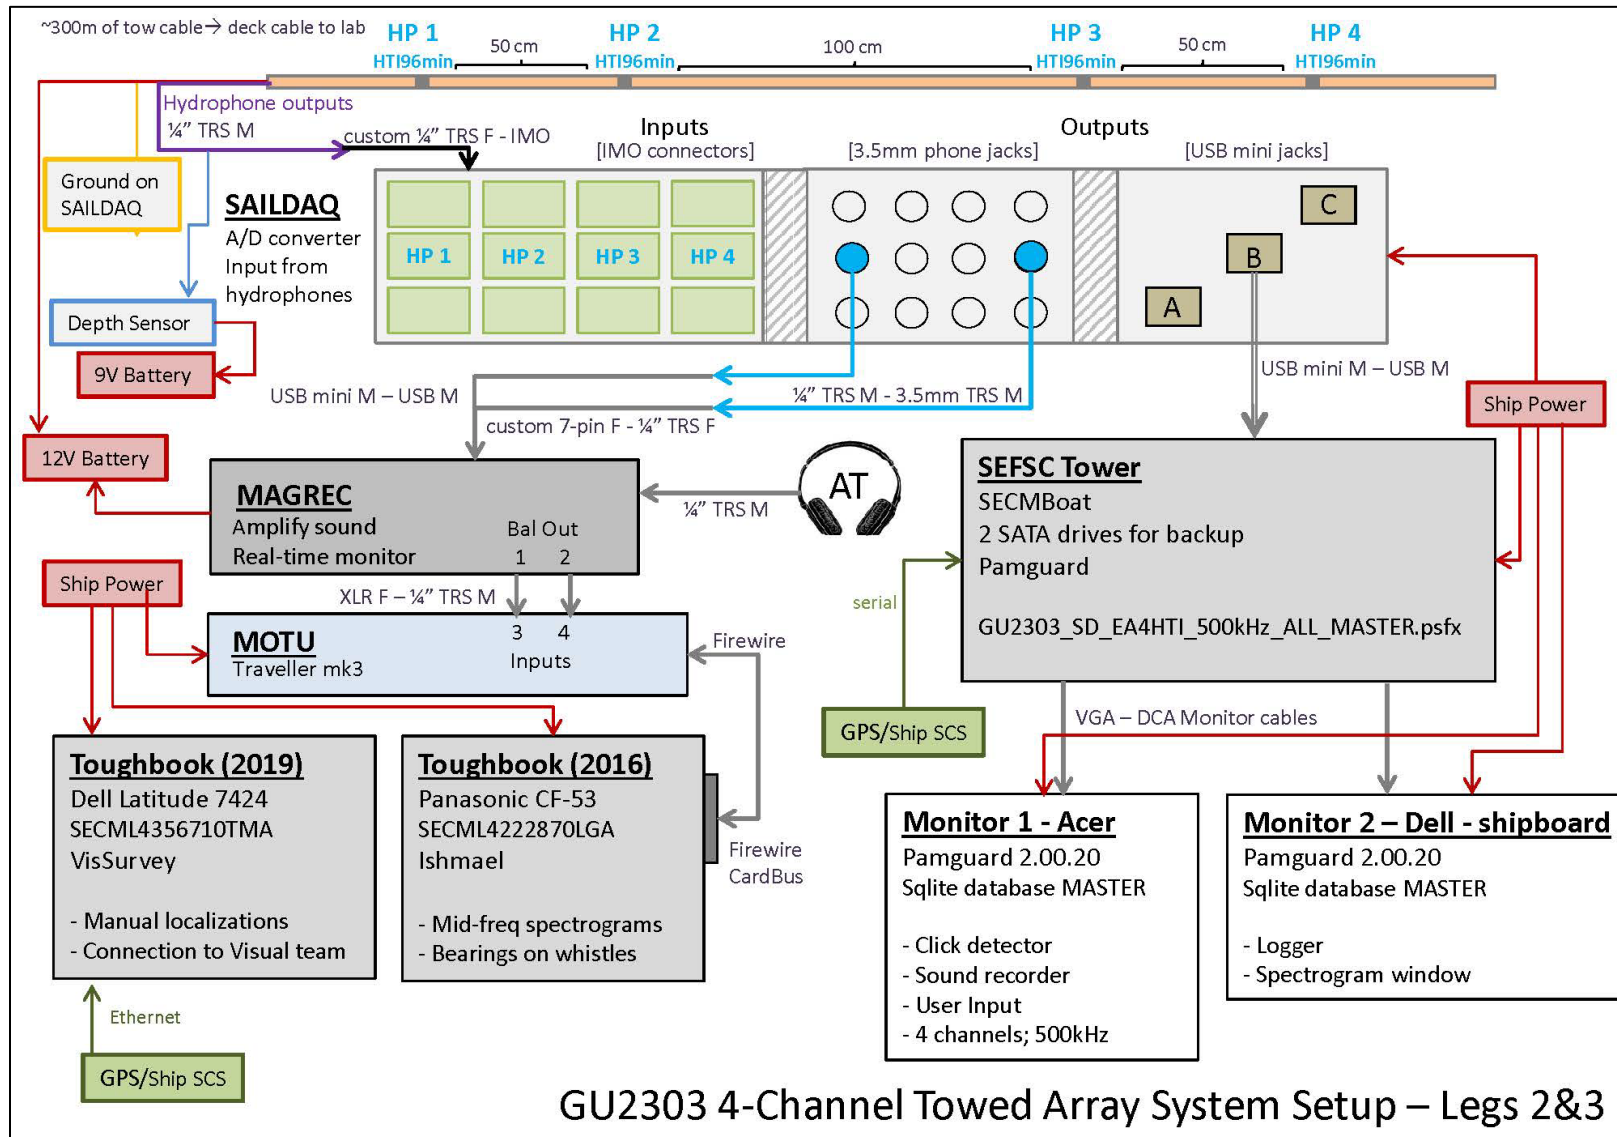 ~300m of tow cable→ deck cable to lab
HP 1
HTI96min
50 cm
HP 2
HTI96min
100 cm
HP 3
HTI96min
50 cm
HP 4
HTI96min
Hydrophone outputs
¼” TRS M
custom ¼” TRS F - IMO
Inputs
[IMO connectors]
Outputs
[3.5mm phone jacks]
[USB mini jacks]
Ground on
SAILDAQ
SAILDAQ
A/D converter
Input from
hydrophones
HP 1
HP 2
HP 3
HP 4
C
B
A
Depth Sensor
9V Battery
12V Battery
USB mini M – USB M
¼” TRS M - 3.5mm TRS M
custom 7-pin F - ¼” TRS F
USB mini M – USB M
Ship Power
MAGREC
Amplify sound
Real-time monitor
Bal Out
1 2
¼” TRS M
AT
SEFSC Tower
SECMBoat
2 SATA drives for backup
Pamguard
GU2303_SD_EA4HTI_500kHz_ALL_MASTER.psfx
Ship Power
XLR F – ¼” TRS M
MOTU
Traveller mk3
3 4
Inputs
Firewire
serial
GPS/Ship SCS
VGA – DCA Monitor cables
Toughbook (2019)
Dell Latitude 7424
SECML4356710TMA
VisSurvey
- Manual localizations
- Connection to Visual team
Toughbook (2016)
Panasonic CF-53
SECML4222870LGA
Ishmael
- Mid-freq spectrograms
- Bearings on whistles
Firewire
CardBus
Monitor 1 - Acer
Pamguard 2.00.20
Sqlite database MASTER
- Click detector
- Sound recorder
- User Input
- 4 channels; 500kHz
Monitor 2 – Dell - shipboard
Pamguard 2.00.20
Sqlite database MASTER
- Logger
- Spectrogram window
Ethernet
GPS/Ship SCS
GU2303 4-Channel Towed Array System Setup – Legs 2&3